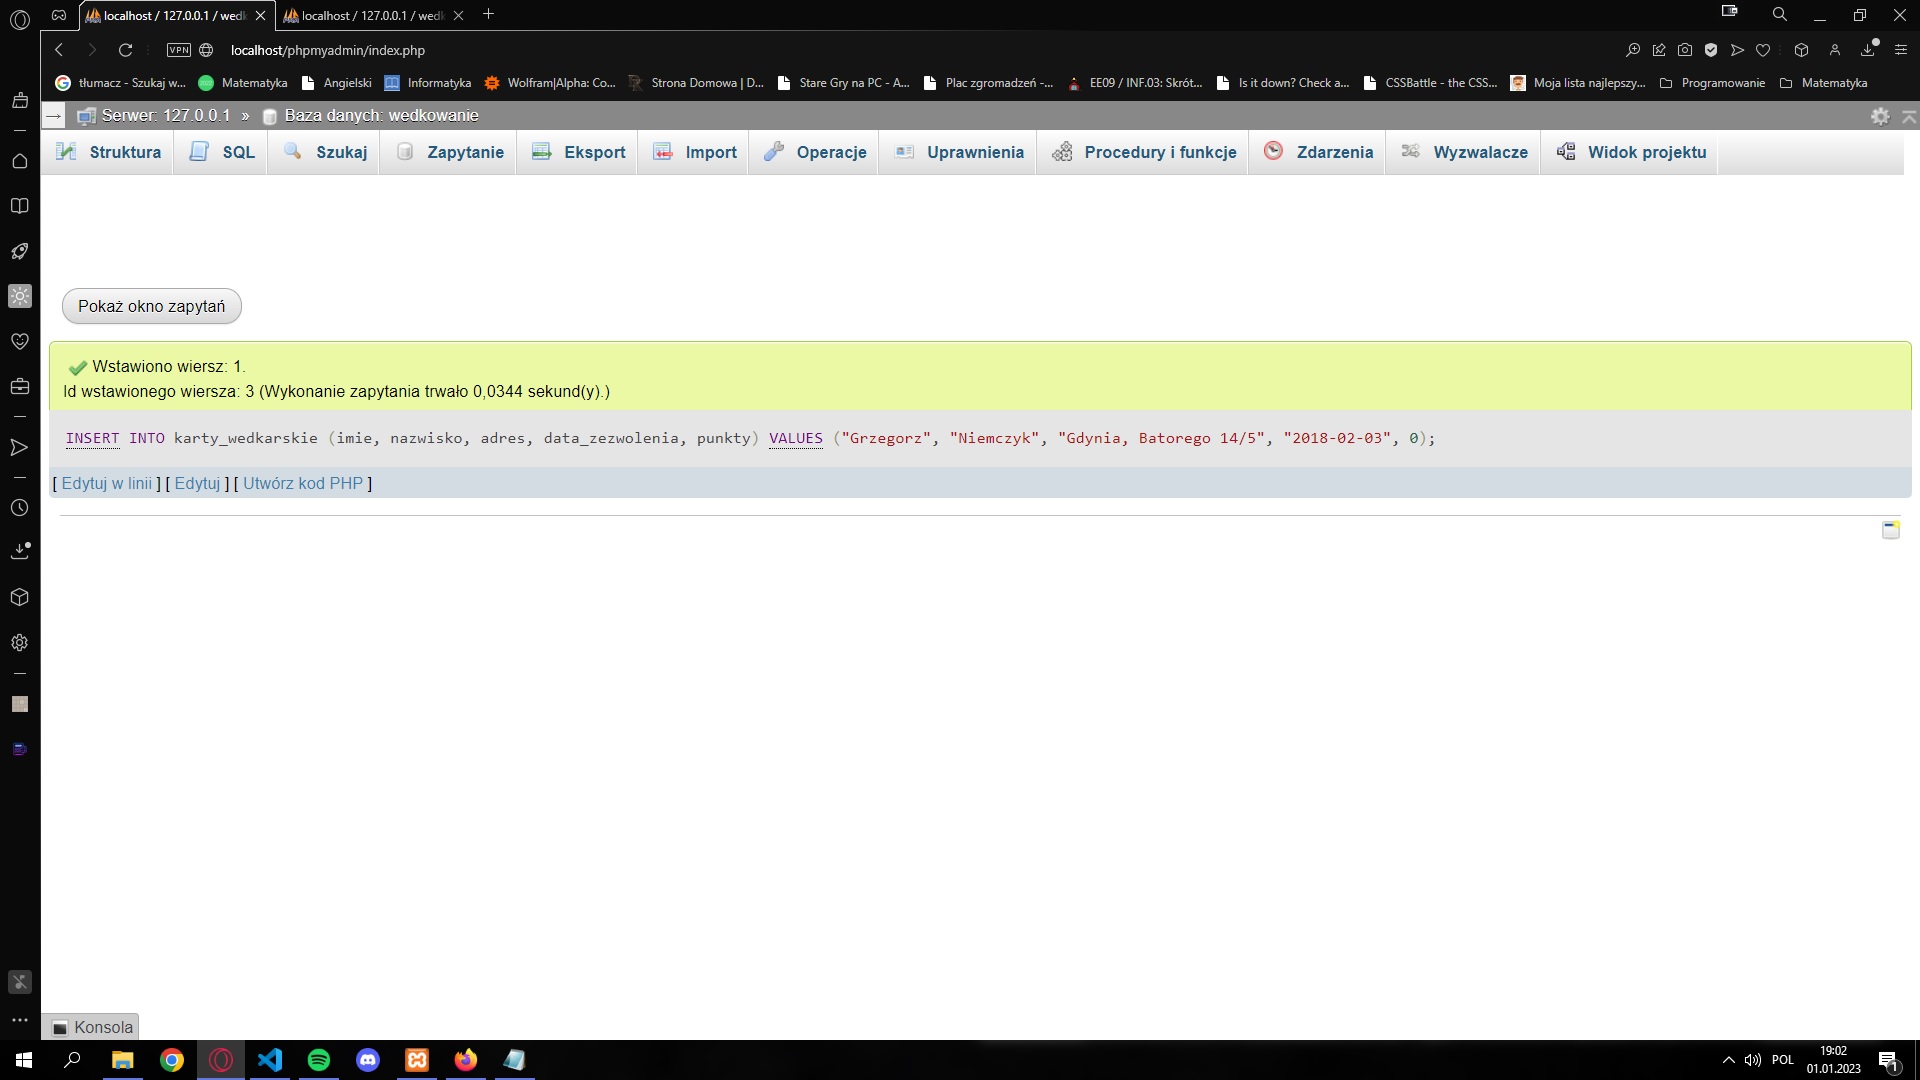 localhost / 127.0.0.1 / wedk
localhost / 127.0.0.1 / wedk
VPN
localhost/phpmyadmin/index.php
tłumacz - Szukaj w...
Matematyka
Angielski
Informatyka
Wolfram|Alpha: Co...
Strona Domowa | D...
Stare Gry na PC - A...
Plac zgromadzeń -...
EE09 / INF.03: Skrót...
Is it down? Check a...
CSSBattle - the CSS...
Moja lista najlepszy...
Programowanie
Matematyka
Serwer: 127.0.0.1 » Baza danych: wedkowanie
Struktura
SQL
Szukaj
Zapytanie
Eksport
Import
Operacje
Uprawnienia
Procedury i funkcje
Zdarzenia
Wyzwalacze
Widok projektu
Pokaż okno zapytań
Wstawiono wiersz: 1.
Id wstawionego wiersza: 3 (Wykonanie zapytania trwało 0,0344 sekund(y).)
INSERT INTO karty_wedkarskie (imie, nazwisko, adres, data_zezwolenia, punkty) VALUES ("Grzegorz", "Niemczyk", "Gdynia, Batorego 14/5", "2018-02-03", 0);
[ Edytuj w linii ] [ Edytuj ] [ Utwórz kod PHP ]
Konsola
POL
19:02
01.01.2023
1